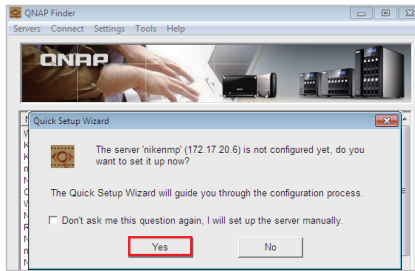 QNAP Finder
Servers Connect Settings Tools Help
QNAP
Quick Setup Wizard
The server 'nikenmp' (172.17.20.6) is not configured yet, do you
want to set it up now?
The Quick Setup Wizard will guide you through the configuration process.
Don't ask me this question again, I will set up the server manually.
Yes No